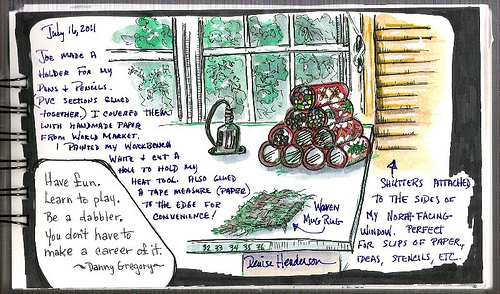 July 16, 2011
Joe made a
holder for my
pens + pencils.
PVC sections glued
together.) I covered them
with handmade paper
from World Market.
I painted my workbench
white + cut a
hole to hold my
heat tool. Also glued
a tape measure (paper)
to the edge for
convenience!
Have fun.
Learn to play.
Be a dabbler.
You don't have to
make a career of it.
~Danny Gregory~
Woven
Mug Rug
32 33 34 35 36
Denise Henderson
Shutters attached
to the sides of
my north-facing
window. Perfect
for slips of paper,
ideas, stencils, etc.